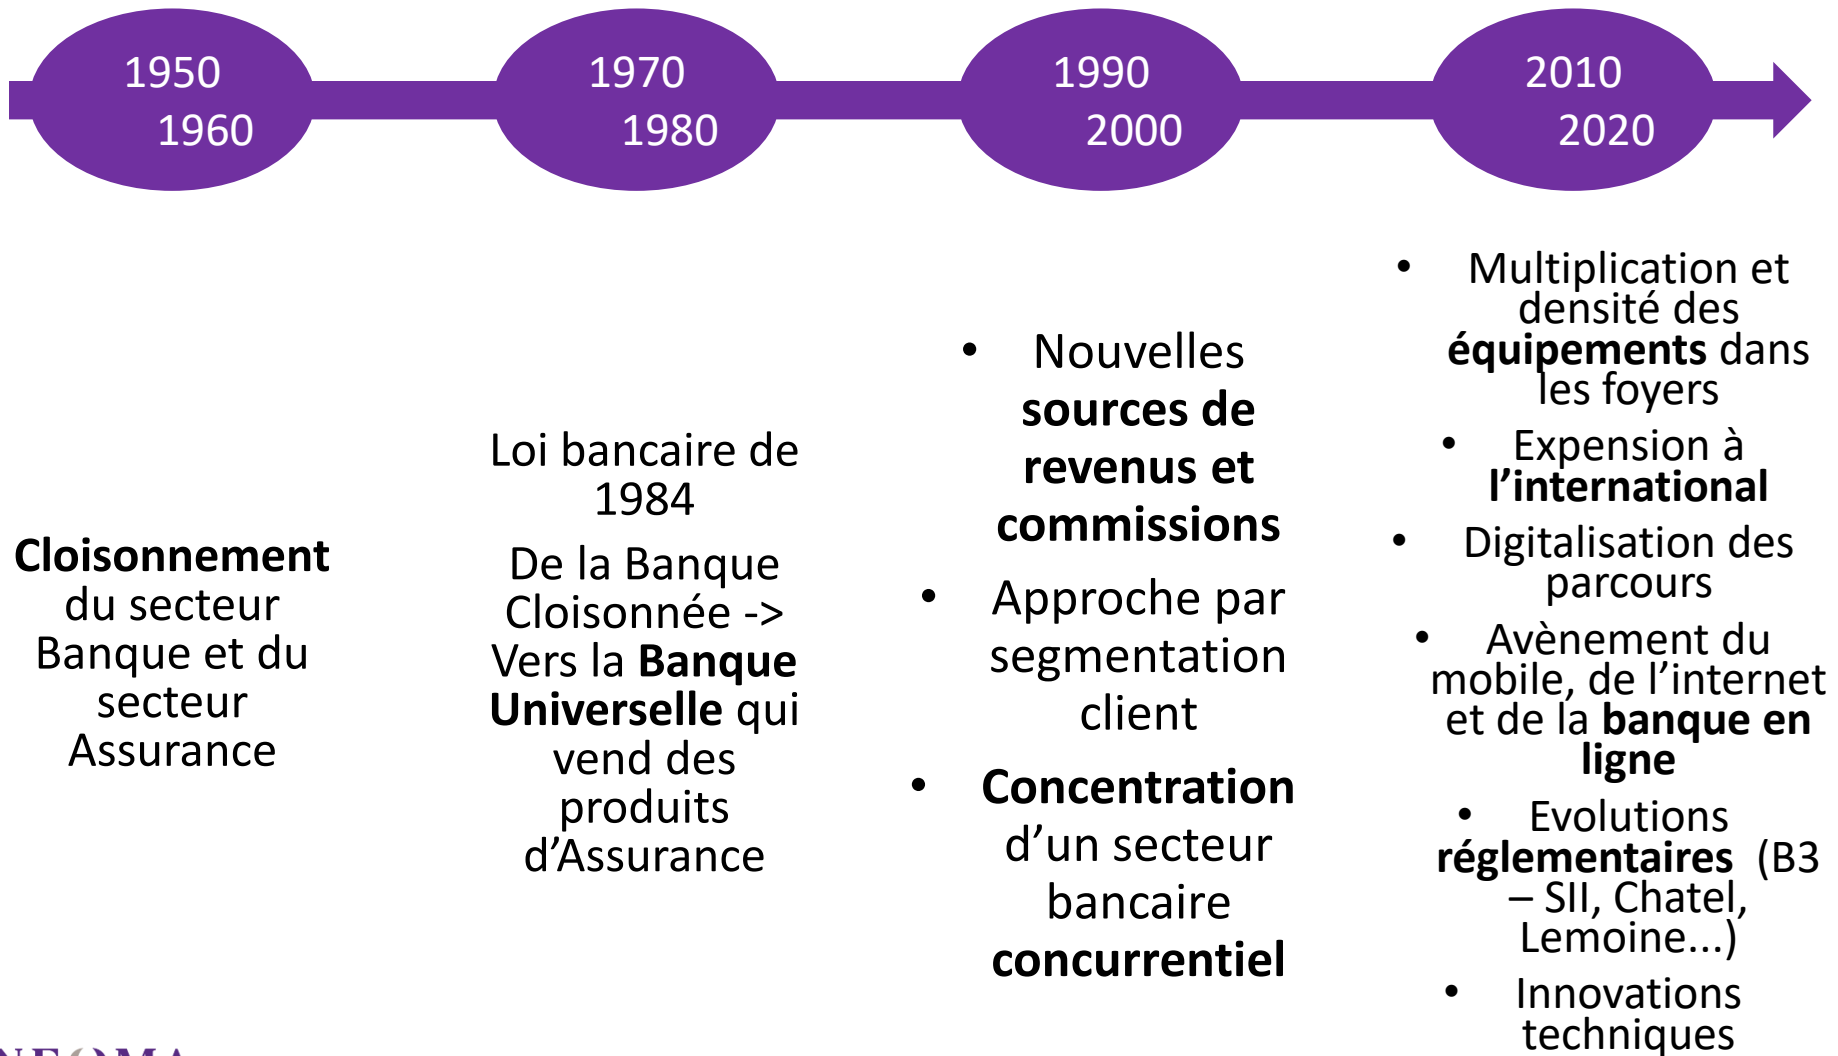 1950
1960
1970
1980
1990
2000
2010
2020
Cloisonnement
du secteur
Banque et du
secteur
Assurance
Loi bancaire de
1984
De la Banque
Cloisonnée ->
Vers la Banque
Universelle qui
vend des
produits
d’Assurance
• Nouvelles
sources de
revenus et
commissions
• Approche par
segmentation
client
• Concentration
d’un secteur
bancaire
concurrentiel
• Multiplication et
densité des
équipements dans
les foyers
• Expension à
l’international
• Digitalisation des
parcours
• Avènement du
mobile, de l’internet
et de la banque en
ligne
• Evolutions
réglementaires (B3
– SII, Chatel,
Lemoine...)
• Innovations
techniques